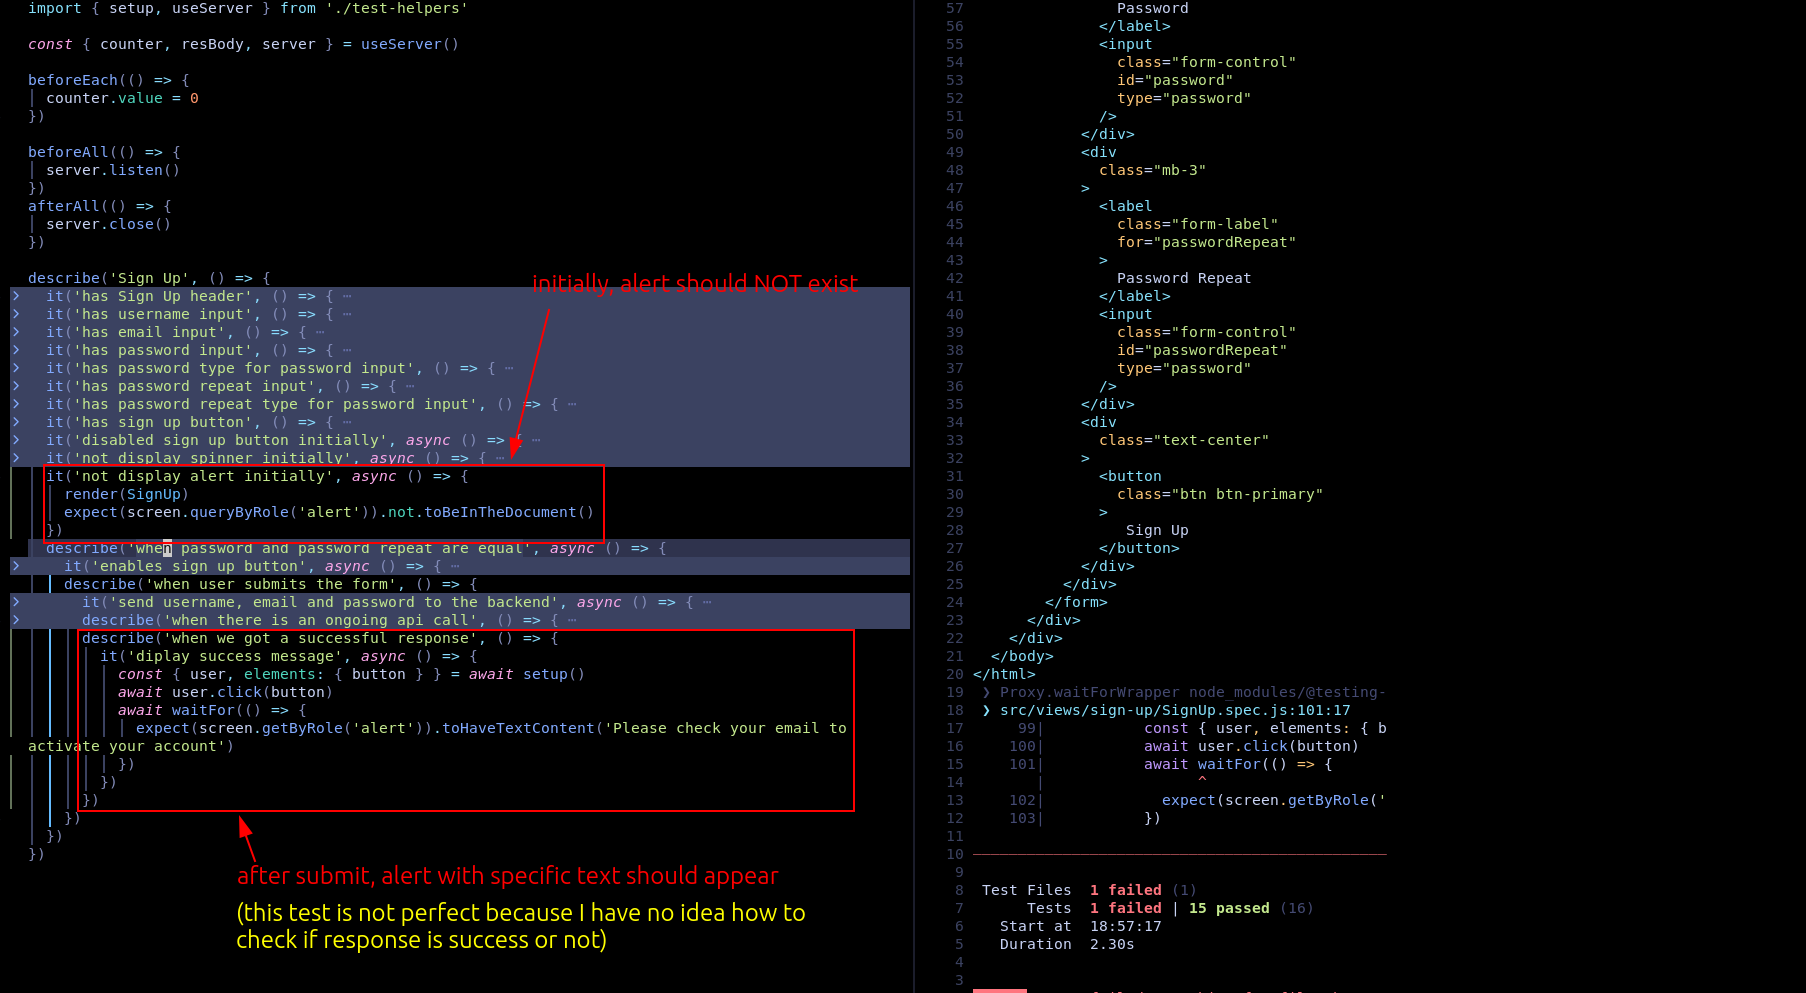 import { setup, useServer } from './test-helpers'
const { counter, resBody, server } = useServer()
beforeEach(() => {
counter.value = 0
})
beforeAll(() => {
server.listen()
})
afterAll(() => {
server.close()
})
describe('Sign Up', () => {
initially, alert should NOT exist
it('has Sign Up header', () => { ⋯
it('has username input', () => { ⋯
it('has email input', () => { ⋯
it('has password input', () => { ⋯
it('has password type for password input', () => { ⋯
it('has password repeat input', () => { ⋯
it('has password repeat type for password input', () => { ⋯
it('has sign up button', () => { ⋯
it('disabled sign up button initially', async () => { ⋯
it('not display spinner initially', async () => { ⋯
it('not display alert initially', async () => {
render(SignUp)
expect(screen.queryByRole('alert')).not.toBeInTheDocument()
})
describe('when password and password repeat are equal', async () => {
it('enables sign up button', async () => { ⋯
describe('when user submits the form', () => {
it('send username, email and password to the backend', async () => { ⋯
describe('when there is an ongoing api call', () => { ⋯
describe('when we got a successful response', () => {
it('diplay success message', async () => {
const { user, elements: { button } } = await setup()
await user.click(button)
await waitFor(() => {
expect(screen.getByRole('alert')).toHaveTextContent('Please check your email to
activate your account')
})
})
})
})
})
})
after submit, alert with specific text should appear
(this test is not perfect because I have no idea how to
check if response is success or not)
57 Password
56 </label>
55 <input
54 class="form-control"
53 id="password"
52 type="password"
51 />
50 </div>
49 <div
48 class="mb-3"
47 >
46 <label
45 class="form-label"
44 for="passwordRepeat"
43 >
42 Password Repeat
41 </label>
40 <input
39 class="form-control"
38 id="passwordRepeat"
37 type="password"
36 />
35 </div>
34 <div
33 class="text-center"
32 >
31 <button
30 class="btn btn-primary"
29 >
28 Sign Up
27 </button>
26 </div>
25 </div>
24 </form>
23 </div>
22 </div>
21 </body>
20 </html>
19 ❯ Proxy.waitForWrapper node_modules/@testing-
18 ❯ src/views/sign-up/SignUp.spec.js:101:17
17 99| const { user, elements: { b
16 100| await user.click(button)
15 101| await waitFor(() => {
14 | ^
13 102| expect(screen.getByRole('
12 103| })
11
10
9
8 Test Files 1 failed (1)
7 Tests 1 failed | 15 passed (16)
6 Start at 18:57:17
5 Duration 2.30s
4
3